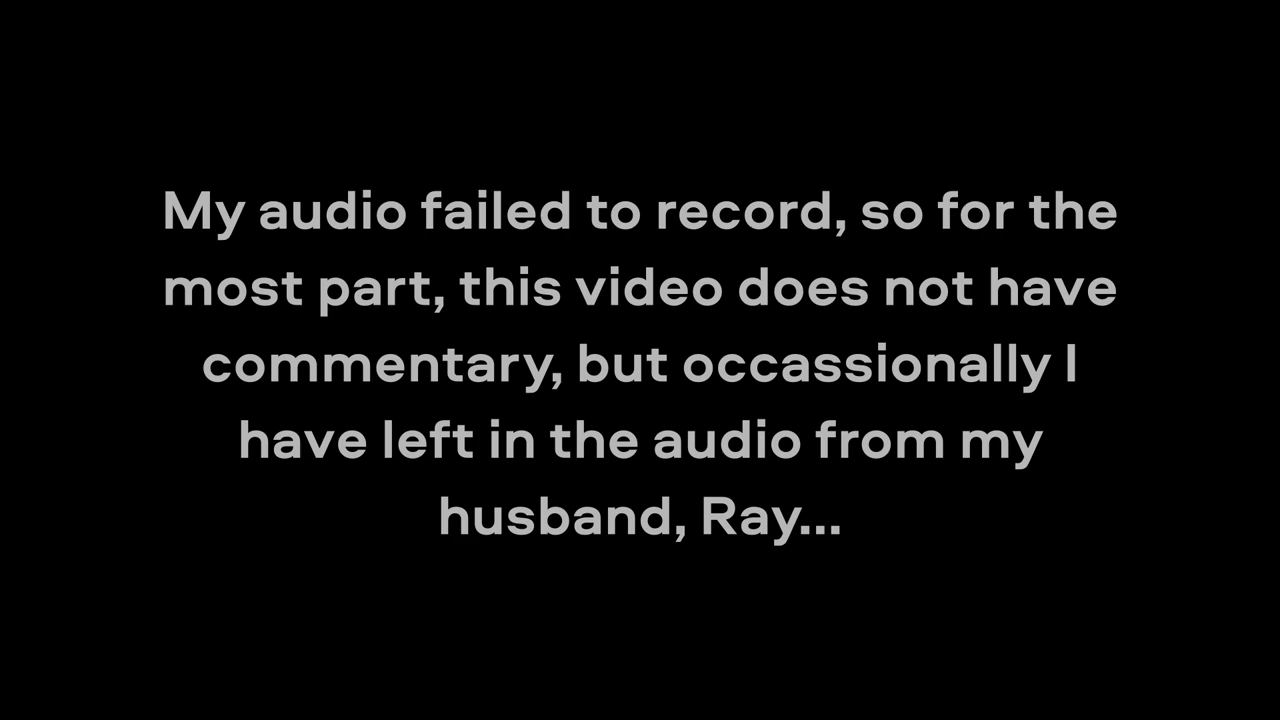 My audio failed to record, so for the
most part, this video does not have
commentary, but occassionally I
have left in the audio from my
husband, Ray...